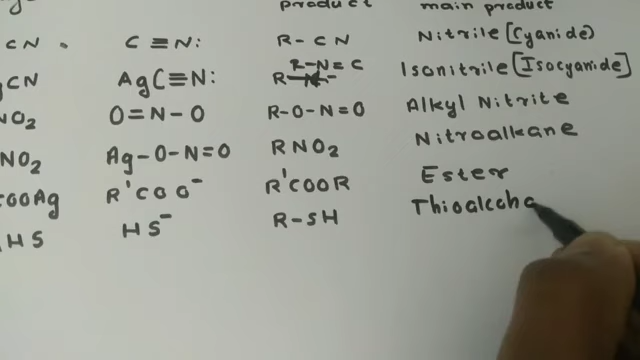 product main product
CN C≡N: R-CN Nitrile [Cyanide)
gCN AgC≡N: R-N≡C Isonitrile [Isocyanide]
NO2 O=N-O R-O-N=O Alkyl Nitrite
NO2 Ag-O-N=O RNO2 Nitroalkane
COOAg R'COO⁻ R'COOR Ester
HS HS⁻ R-SH Thioalcoho